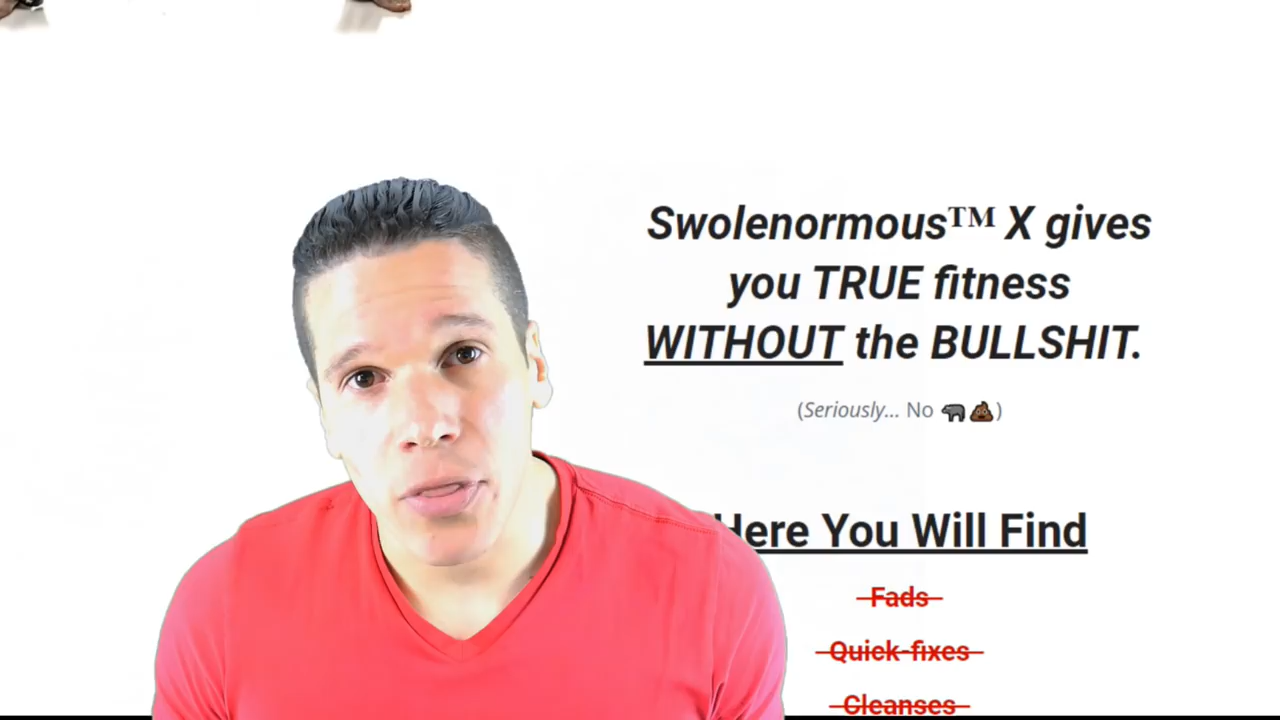 Swolenormous™ X gives
you TRUE fitness
WITHOUT the BULLSHIT.
(Seriously... No 🐃💩)
Here You Will Find
Fads
Quick-fixes
Cleanses